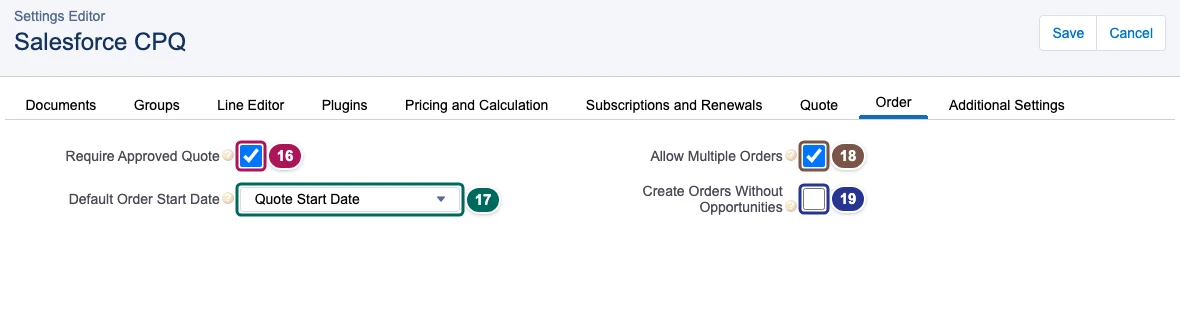 Settings Editor
Salesforce CPQ
Save Cancel
Documents Groups Line Editor Plugins Pricing and Calculation Subscriptions and Renewals Quote Order Additional Settings
Require Approved Quote ? 16 Allow Multiple Orders ? 18
Default Order Start Date ? Quote Start Date 17 Create Orders Without
Opportunities ? 19